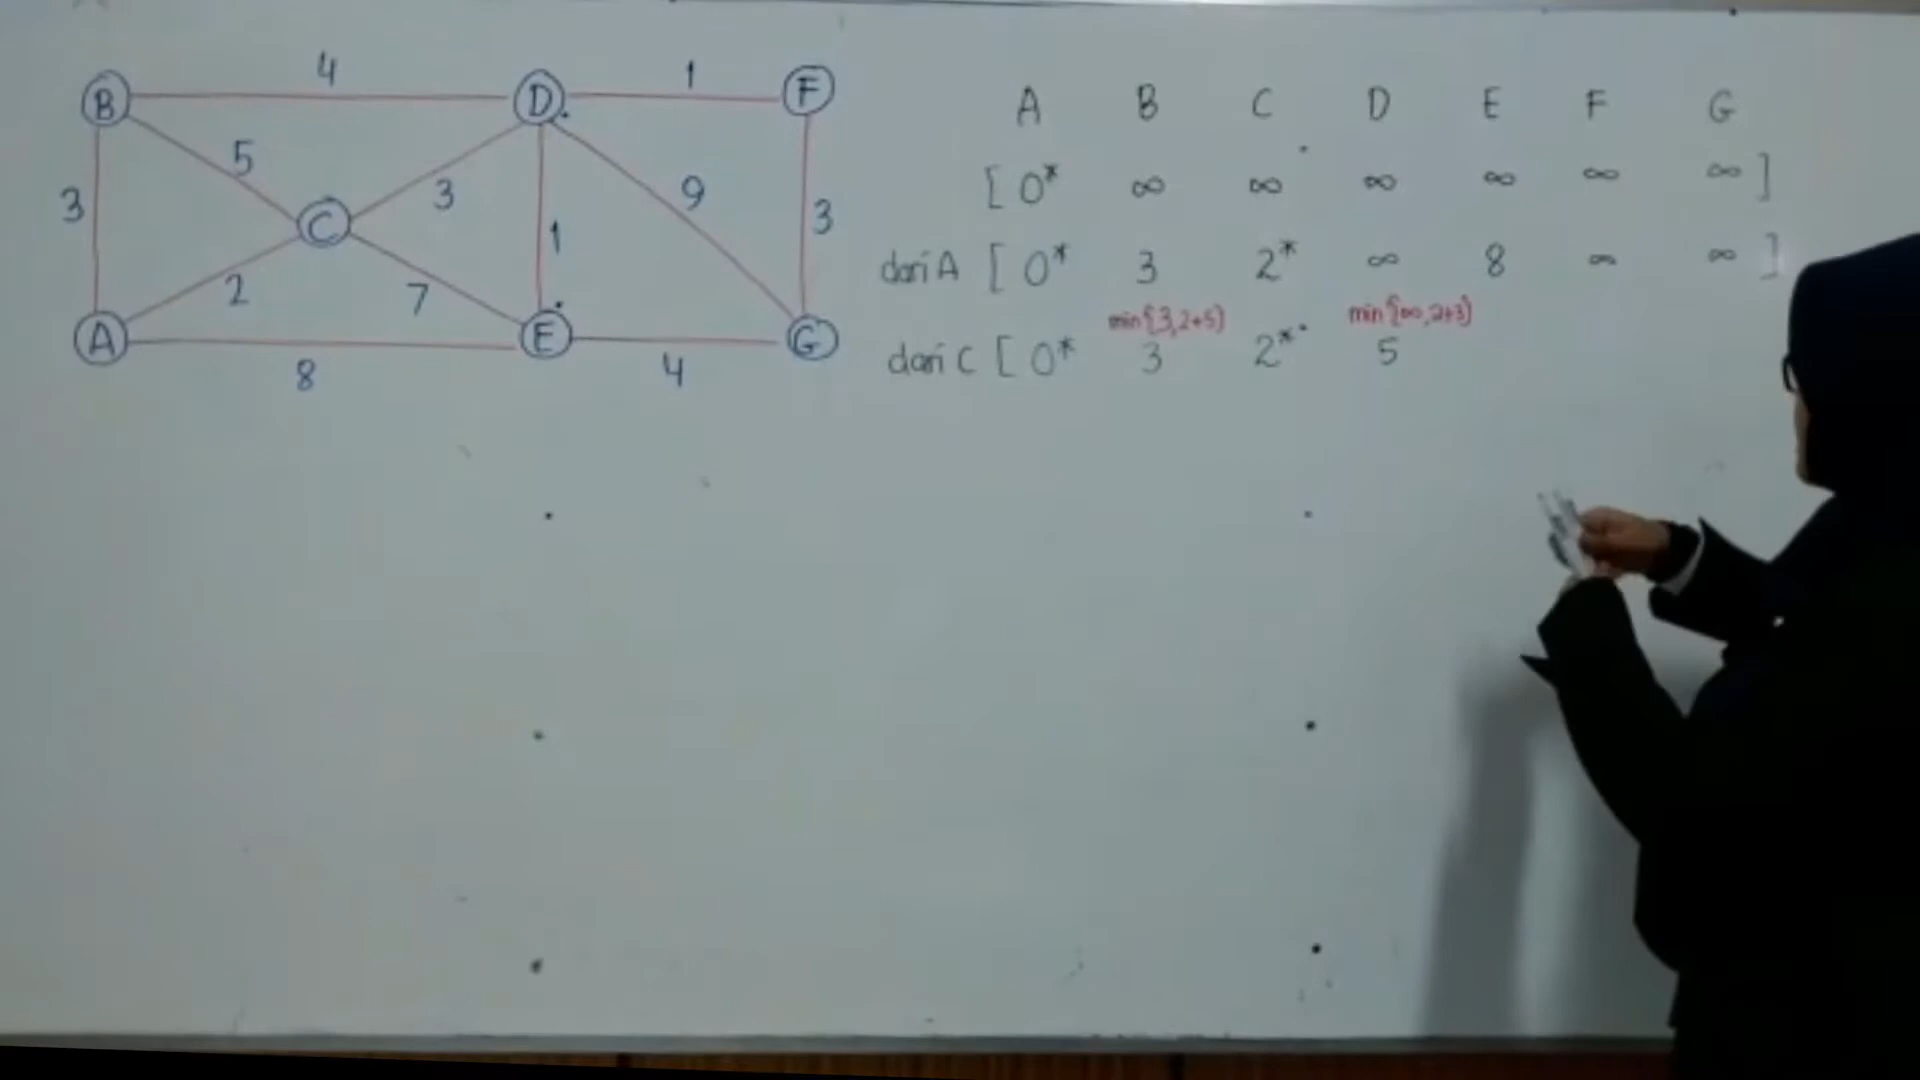 B 4 D 1 F
5
3 3 9 3
C
1
2 7
A E G
8 4
A B C D E F G
[ 0* ∞ ∞ ∞ ∞ ∞ ∞ ]
dari A [ 0* 3 2* ∞ 8 ∞ ∞ ]
min{3,2+5} min{∞,2+3}
dari C [ 0* 3 2* 5